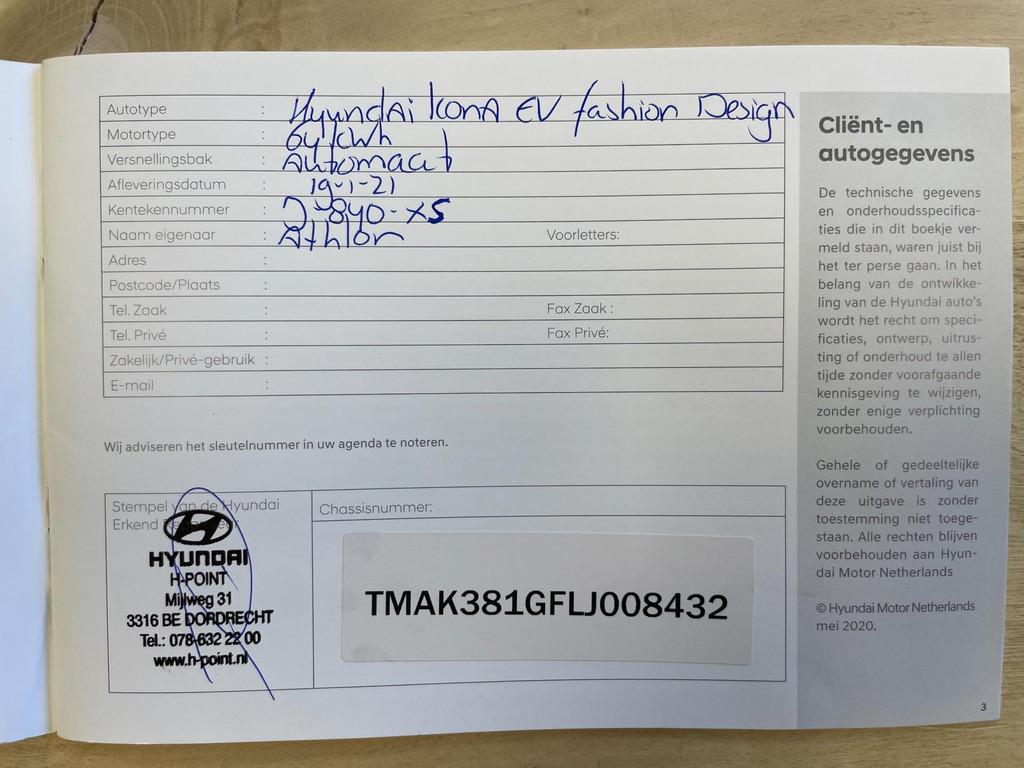 Autotype : Hyundai Kona EV fashion Design
Motortype : 64 kwh
Versnellingsbak : Automaat
Afleveringsdatum : 19-1-21
Kentekennummer : J-840-XS
Naam eigenaar : Athlon Voorletters:
Adres :
Postcode/Plaats :
Tel. Zaak : Fax Zaak :
Tel. Privé : Fax Privé:
Zakelijk/Privé-gebruik :
E-mail :
Wij adviseren het sleutelnummer in uw agenda te noteren.
Stempel van de Hyundai
Erkend
HYUNDAI
H-POINT
Mijlweg 31
3316 BE DORDRECHT
Tel.: 078-632 22 00
www.h-point.nl
Chassisnummer:
TMAK381GFLJ008432
Cliënt- en
autogegevens
De technische gegevens
en onderhoudsspecifica-
ties die in dit boekje ver-
meld staan, waren juist bij
het ter perse gaan. In het
belang van de ontwikke-
ling van de Hyundai auto's
wordt het recht om speci-
ficaties, ontwerp, uitrus-
ting of onderhoud te allen
tijde zonder voorafgaande
kennisgeving te wijzigen,
zonder enige verplichting
voorbehouden.
Gehele of gedeeltelijke
overname of vertaling van
deze uitgave is zonder
toestemming niet toege-
staan. Alle rechten blijven
voorbehouden aan Hyun-
dai Motor Netherlands
© Hyundai Motor Netherlands
mei 2020.
3